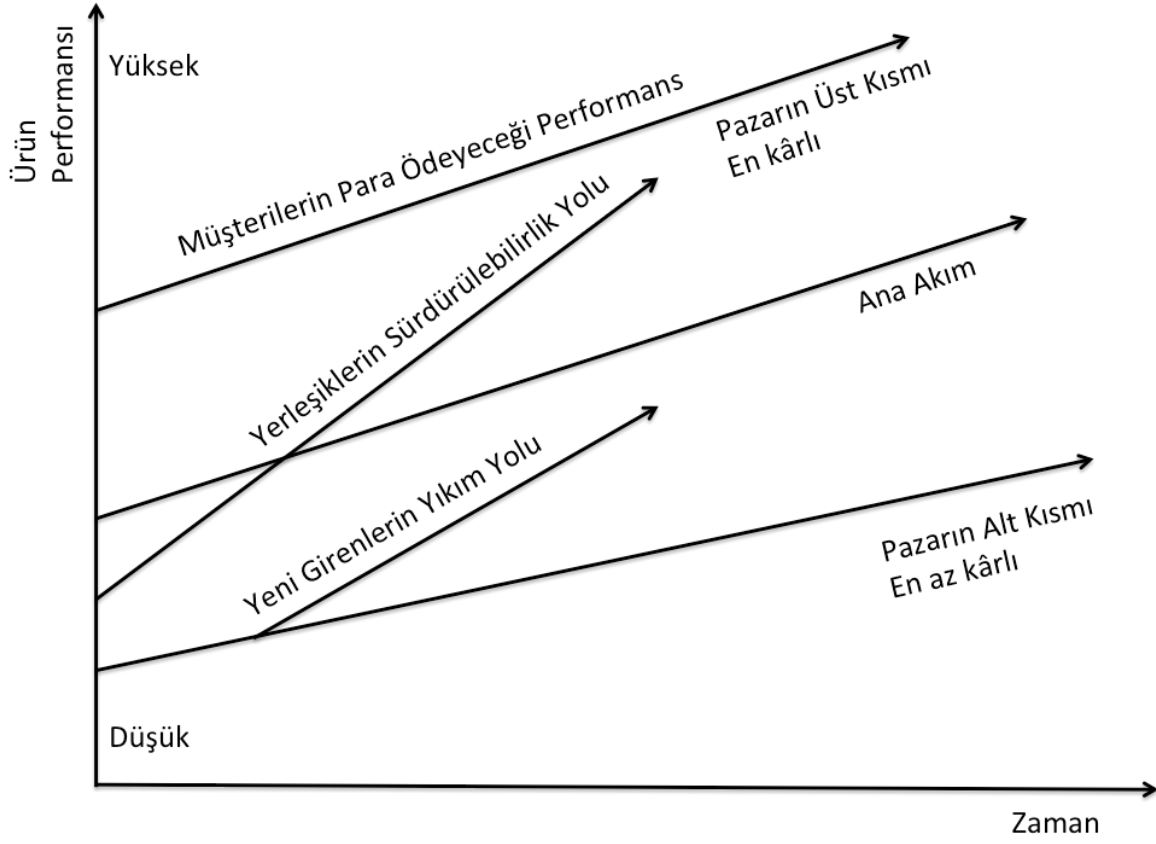 Ürün
Performansı
Yüksek
Müşterilerin Para Ödeyeceği Performans
Pazarın Üst Kısmı
En kârlı
Yerleşiklerin Sürdürülebilirlik Yolu
Ana Akım
Yeni Girenlerin Yıkım Yolu
Pazarın Alt Kısmı
En az kârlı
Düşük
Zaman